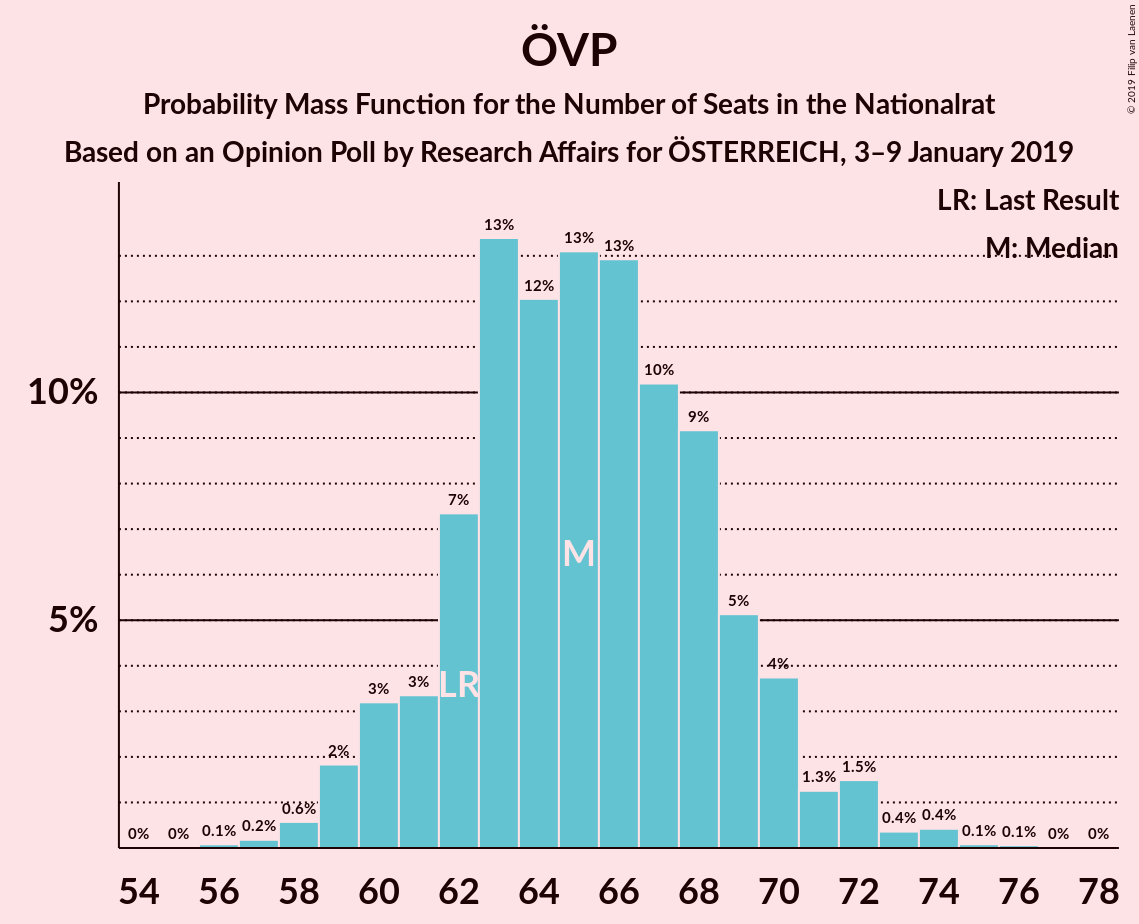 © 2019 Filip van Laenen
ÖVP
Probability Mass Function for the Number of Seats in the Nationalrat
Based on an Opinion Poll by Research Affairs for ÖSTERREICH, 3–9 January 2019
LR: Last Result
M: Median
10%
5%
0% 0% 0.1% 0.2% 0.6% 2% 3% 3% 7% 13% 12% 13% 13% 10% 9% 5% 4% 1.3% 1.5% 0.4% 0.4% 0.1% 0.1% 0% 0%
LR
M
54 56 58 60 62 64 66 68 70 72 74 76 78